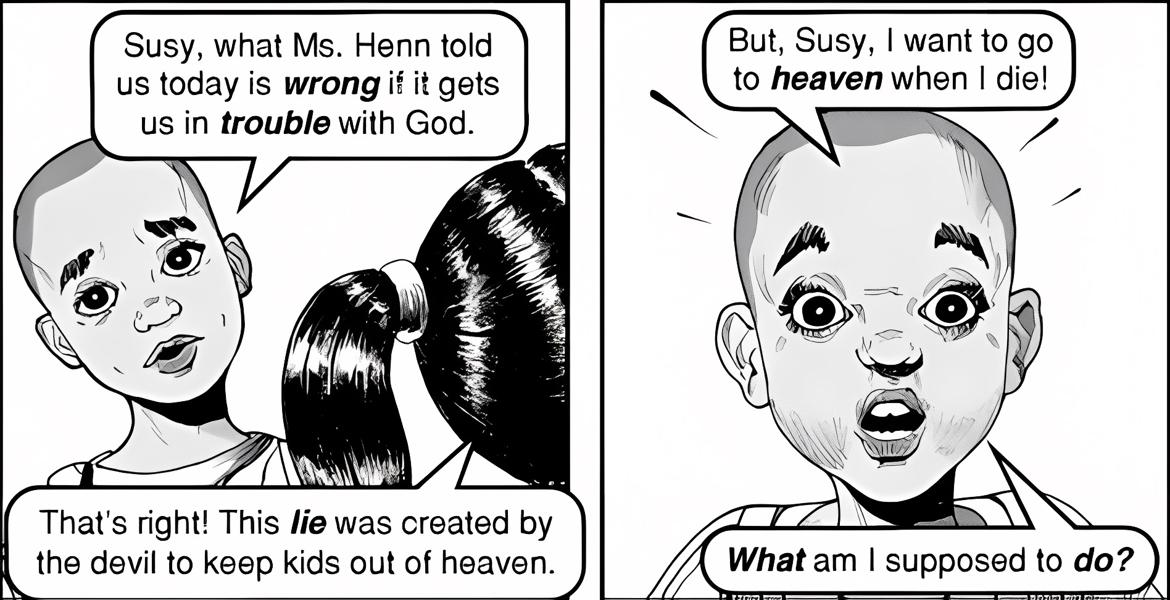 Susy, what Ms. Henn told
us today is wrong if it gets
us in trouble with God.
That's right! This lie was created by
the devil to keep kids out of heaven.
But, Susy, I want to go
to heaven when I die!
What am I supposed to do?